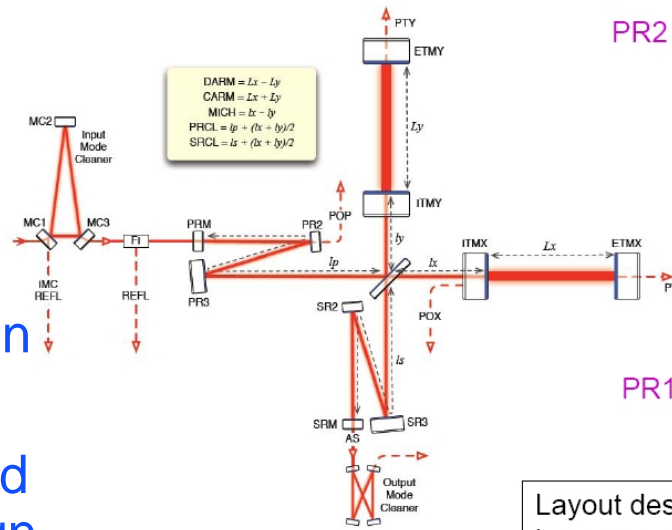 PTY
PR2
ETMY
DARM = Lx – Ly
CARM = Lx + Ly
MICH = lx – ly
PRCL = lp + (lx + ly)/2
SRCL = ls + (lx + ly)/2
MC2
Input
Mode
Cleaner
Ly
ITMY
MC1
MC3
FI
PRM
PR2
POP
ly
ITMX
Lx
ETMX
lp
lx
IMC
REFL
REFL
PR3
POX
P
SR2
n
ls
PR1
SRM
SR3
AS
d
Output
Mode
Cleaner
Layout des
up